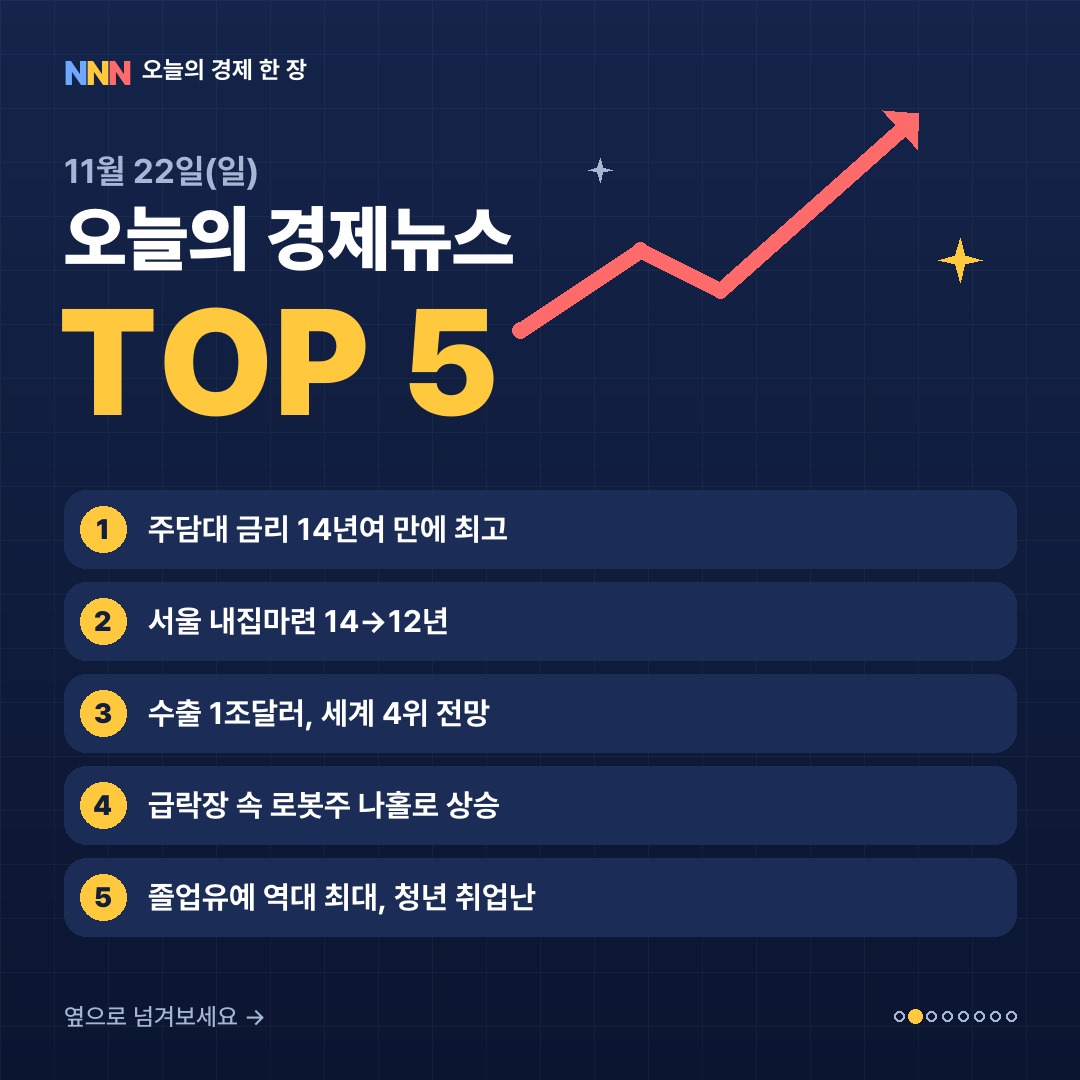 NNN 오늘의 경제 한 장
11월 22일(일)
오늘의 경제뉴스
TOP 5
1 주담대 금리 14년여 만에 최고
2 서울 내집마련 14→12년
3 수출 1조달러, 세계 4위 전망
4 급락장 속 로봇주 나홀로 상승
5 졸업유예 역대 최대, 청년 취업난
옆으로 넘겨보세요 →